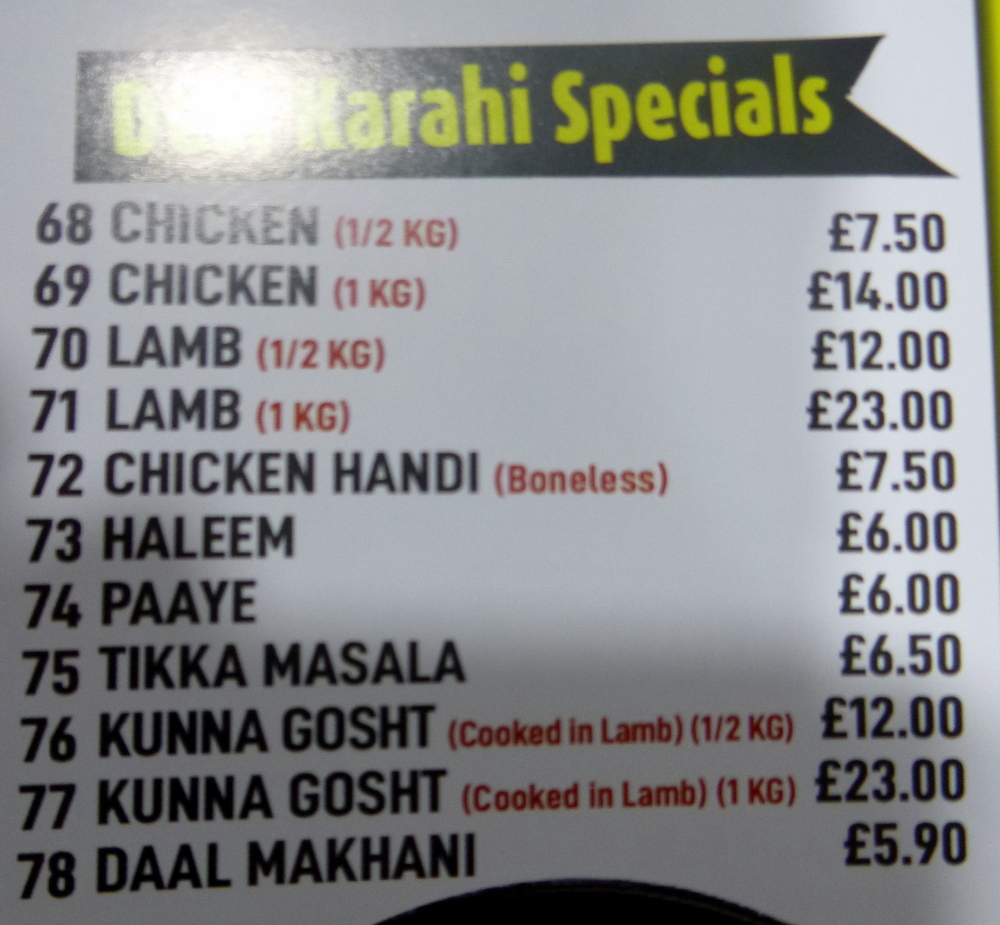 Karahi Specials
68 CHICKEN (1/2 KG) £7.50
69 CHICKEN (1 KG) £14.00
70 LAMB (1/2 KG) £12.00
71 LAMB (1 KG) £23.00
72 CHICKEN HANDI (Boneless) £7.50
73 HALEEM £6.00
74 PAAYE £6.00
75 TIKKA MASALA £6.50
76 KUNNA GOSHT (Cooked in Lamb) (1/2 KG) £12.00
77 KUNNA GOSHT (Cooked in Lamb) (1 KG) £23.00
78 DAAL MAKHANI £5.90